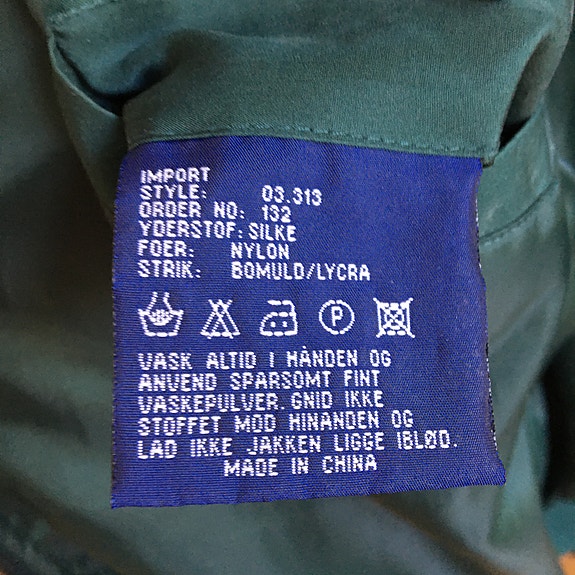 IMPORT
STYLE: 03.313
ORDER NO: 132
YDERSTOF: SILKE
FOER: NYLON
STRIK: BOMULD/LYCRA
P
VASK ALTID I HÅNDEN OG
ANVEND SPARSOMT FINT
VASKEPULVER. GNID IKKE
STOFFET MOD HINANDEN OG
LAD IKKE JAKKEN LIGGE IBLØD.
MADE IN CHINA